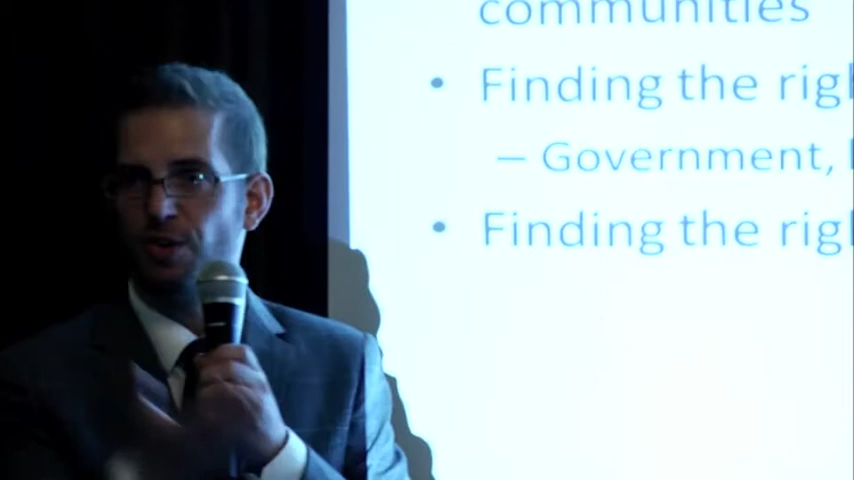 communities
• Finding the
– Government,
• Finding the